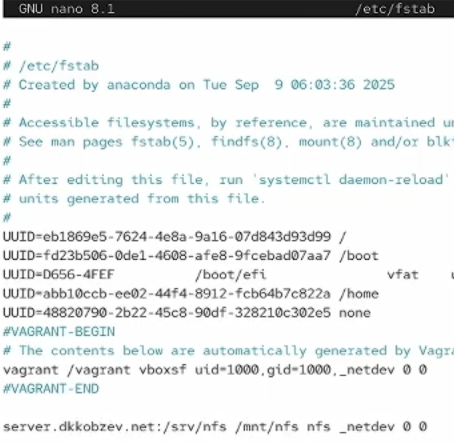 GNU nano 8.1 /etc/fstab
#
# /etc/fstab
# Created by anaconda on Tue Sep  9 06:03:36 2025
#
# Accessible filesystems, by reference, are maintained
# See man pages fstab(5), findfs(8), mount(8) and/or
#
# After editing this file, run 'systemctl daemon-reload'
# units generated from this file.
#
UUID=eb1869e5-7624-4e8a-9a16-07d843d93d99 /
UUID=fd23b506-0de1-4608-afe8-9fcebad07aa7 /boot
UUID=D656-4FEF /boot/efi vfat
UUID=abb10ccb-ee02-44f4-8912-fcb64b7c822a /home
UUID=48820790-2b22-45c8-90df-328210c302e5 none
#VAGRANT-BEGIN
# The contents below are automatically generated by
vagrant /vagrant vboxsf uid=1000,gid=1000,_netdev 0 0
#VAGRANT-END
server.dkkobzev.net:/srv/nfs /mnt/nfs nfs _netdev 0 0